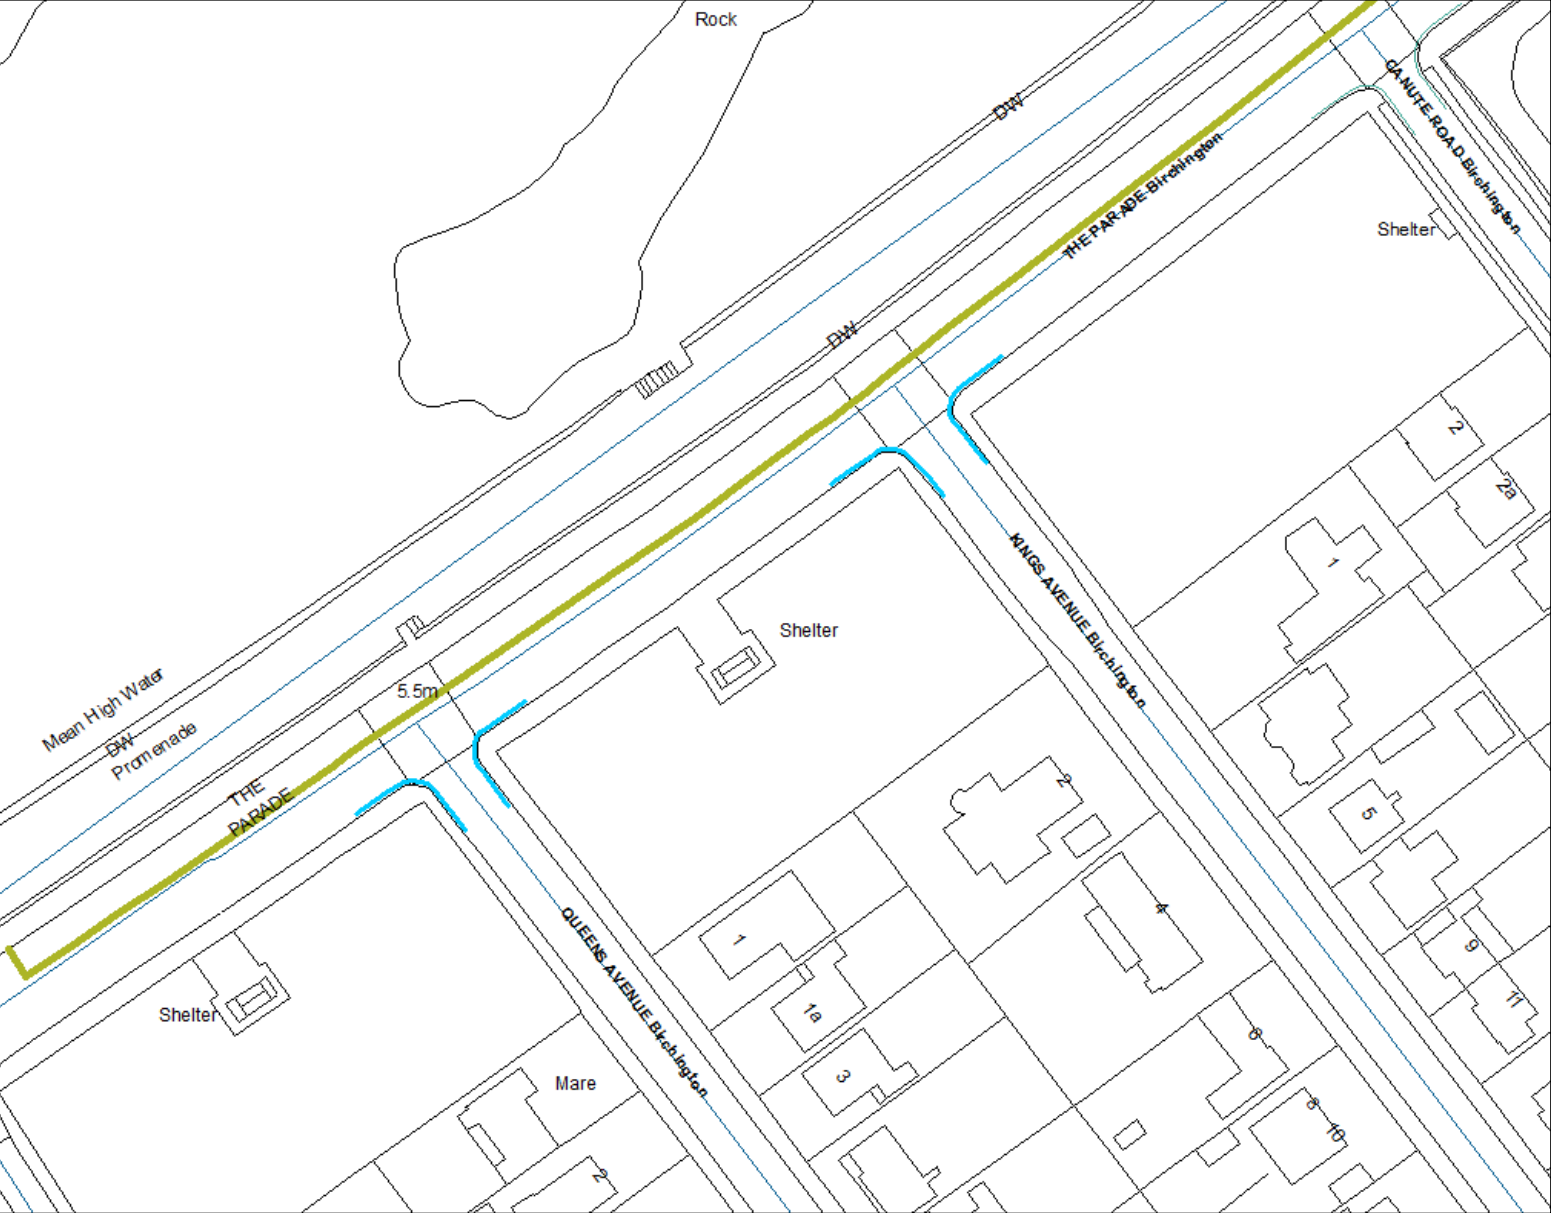 Rock
DW
CANUTE ROAD Birchington
THE PARADE Birchington
Shelter
DW
2
2a
1
KINGS AVENUE Birchington
Shelter
5.5m
Mean High Water
DW
Promenade
THE
PARADE
2
5
1
4
QUEENS AVENUE Birchington
9
11
Shelter
1a
6
3
Mare
8
10
2